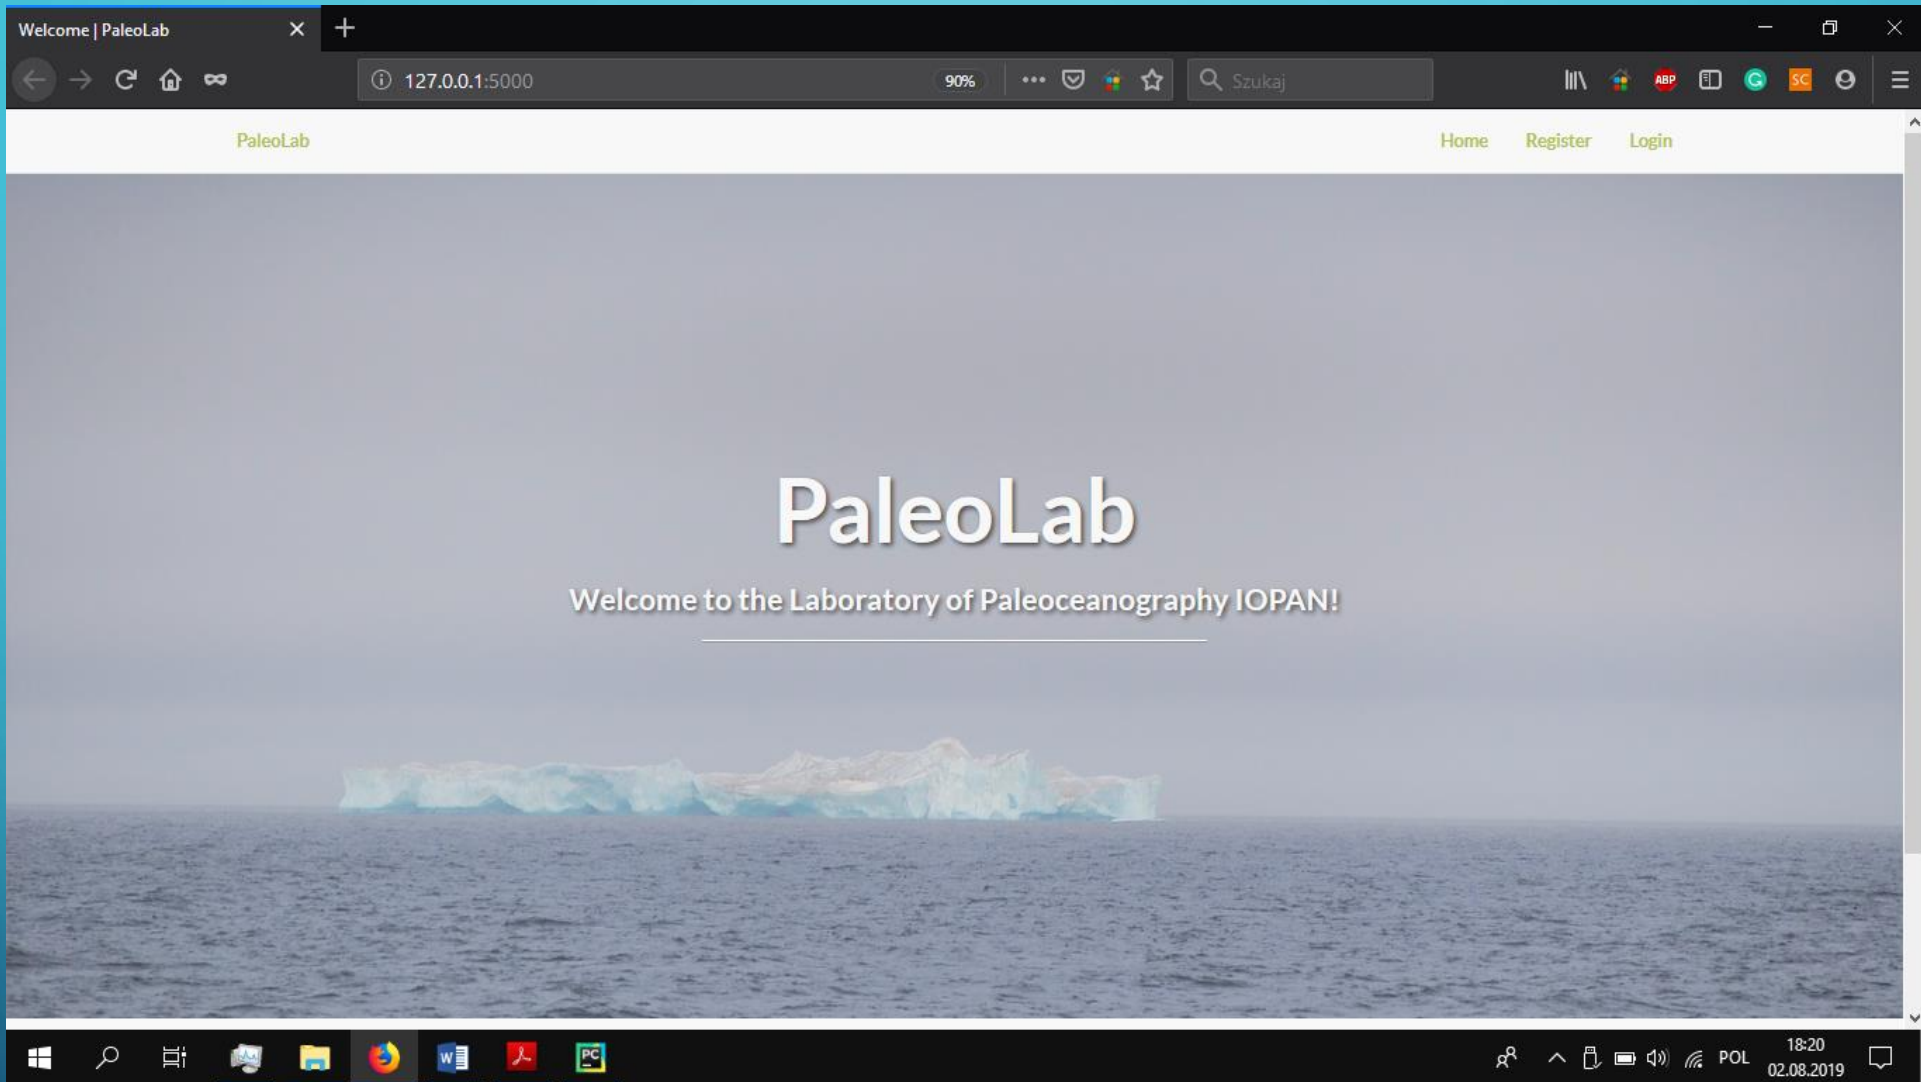 Welcome | PaleoLab
127.0.0.1:5000
90%
Szukaj
ABP
SC
PaleoLab
Home Register Login
PaleoLab
Welcome to the Laboratory of Paleoceanography IOPAN!
W
PC
POL
18:20
02.08.2019